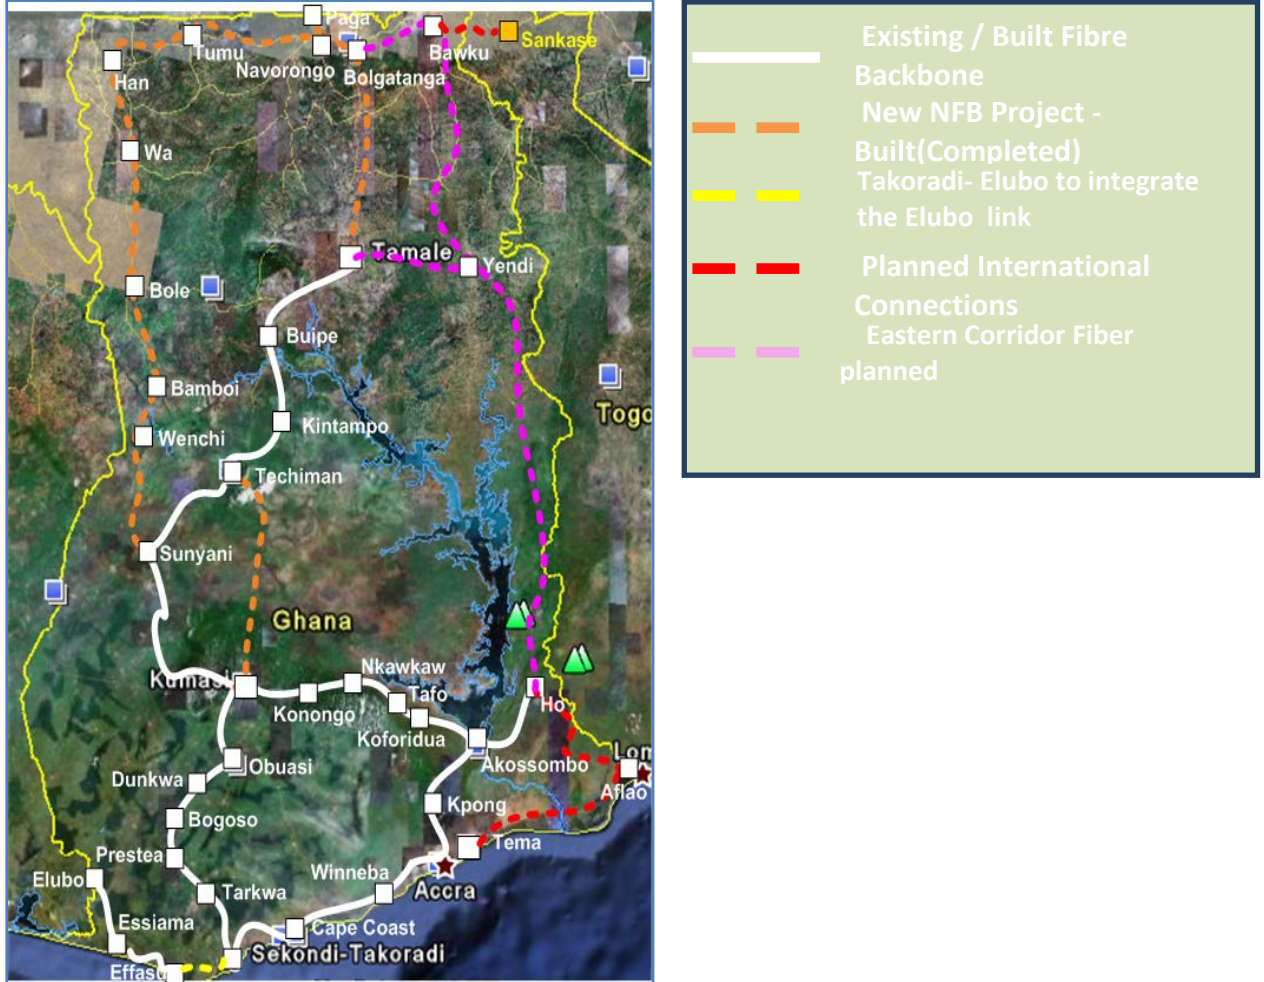 Paga
Sankase
Tumu
Bawku
Navorongo
Bolgatanga
Han
Wa
Tamale
Yendi
Bole
Buipe
Bamboi
Togo
Kintampo
Wenchi
Techiman
Sunyani
Ghana
Nkawkaw
Kumasi
Tafo
Ho
Konongo
Koforidua
Lom
Akossombo
Obuasi
Dunkwa
Aflao
Kpong
Bogoso
Tema
Prestea
Winneba
Elubo
Accra
Tarkwa
Essiama
Cape Coast
Sekondi-Takoradi
Effasu
Existing / Built Fibre
Backbone
New NFB Project -
Built(Completed)
Takoradi- Elubo to integrate
the Elubo link
Planned International
Connections
Eastern Corridor Fiber
planned